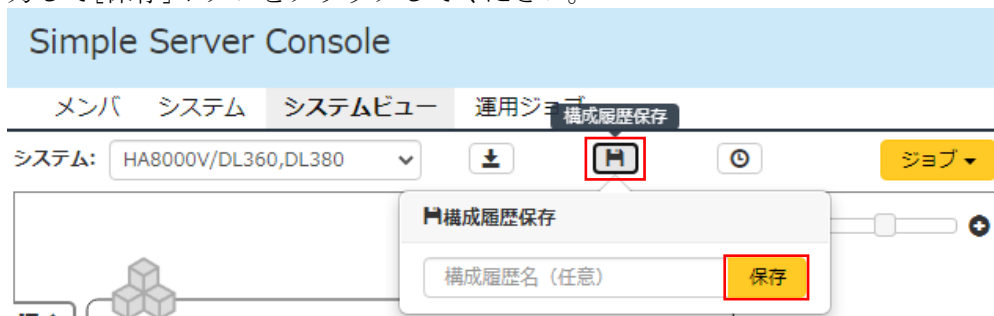 Simple Server Console
メンバ システム システムビュー 運用ジョブ
構成履歴保存
システム: HA8000V/DL360,DL380 ジョブ
構成履歴保存
構成履歴名（任意） 保存